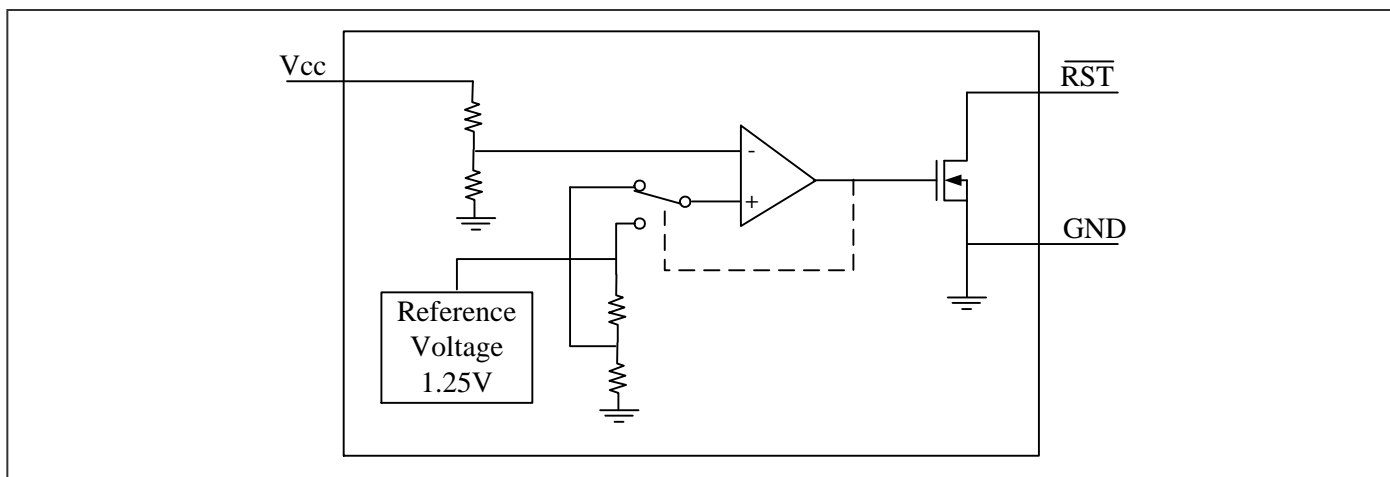 Vcc
RST
-
+
GND
Reference
Voltage
1.25V